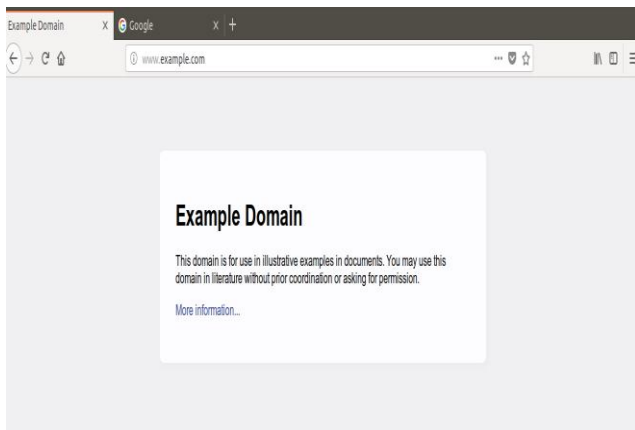 Example Domain
Google
www.example.com
Example Domain
This domain is for use in illustrative examples in documents. You may use this
domain in literature without prior coordination or asking for permission.
More information...